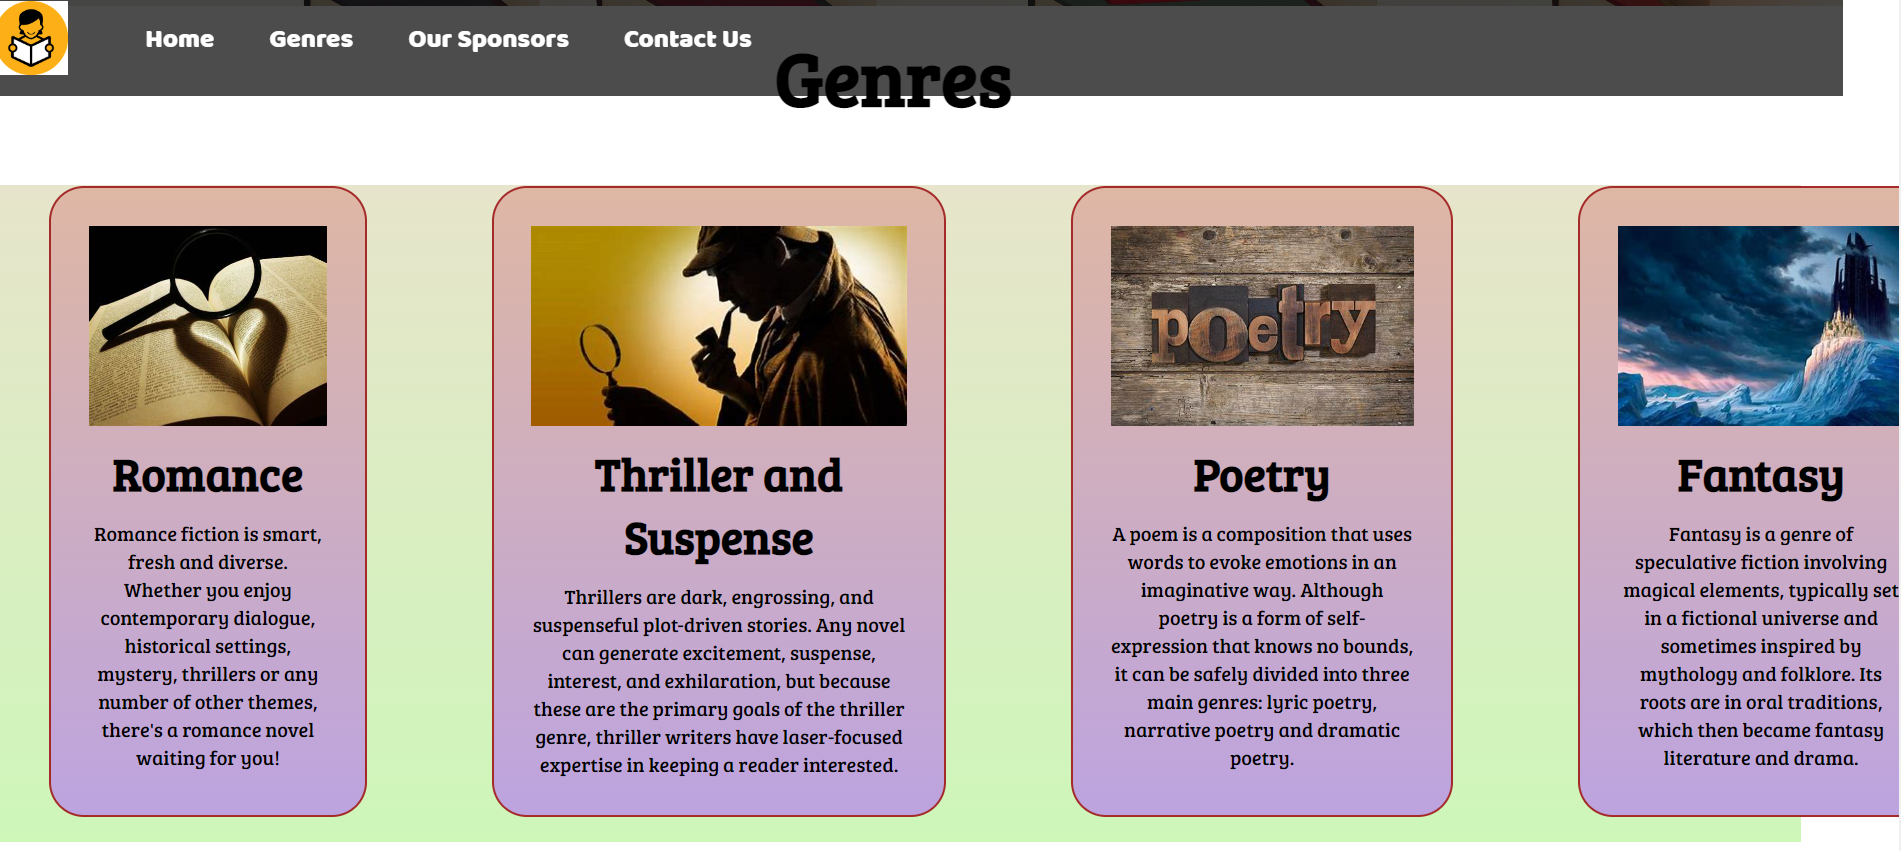 Home Genres Our Sponsors Contact Us
Genres
poetry
Romance
Romance fiction is smart,
fresh and diverse.
Whether you enjoy
contemporary dialogue,
historical settings,
mystery, thrillers or any
number of other themes,
there's a romance novel
waiting for you!
Thriller and
Suspense
Thrillers are dark, engrossing, and
suspenseful plot-driven stories. Any novel
can generate excitement, suspense,
interest, and exhilaration, but because
these are the primary goals of the thriller
genre, thriller writers have laser-focused
expertise in keeping a reader interested.
Poetry
A poem is a composition that uses
words to evoke emotions in an
imaginative way. Although
poetry is a form of self-
expression that knows no bounds,
it can be safely divided into three
main genres: lyric poetry,
narrative poetry and dramatic
poetry.
Fantasy
Fantasy is a genre of
speculative fiction involving
magical elements, typically set
in a fictional universe and
sometimes inspired by
mythology and folklore. Its
roots are in oral traditions,
which then became fantasy
literature and drama.